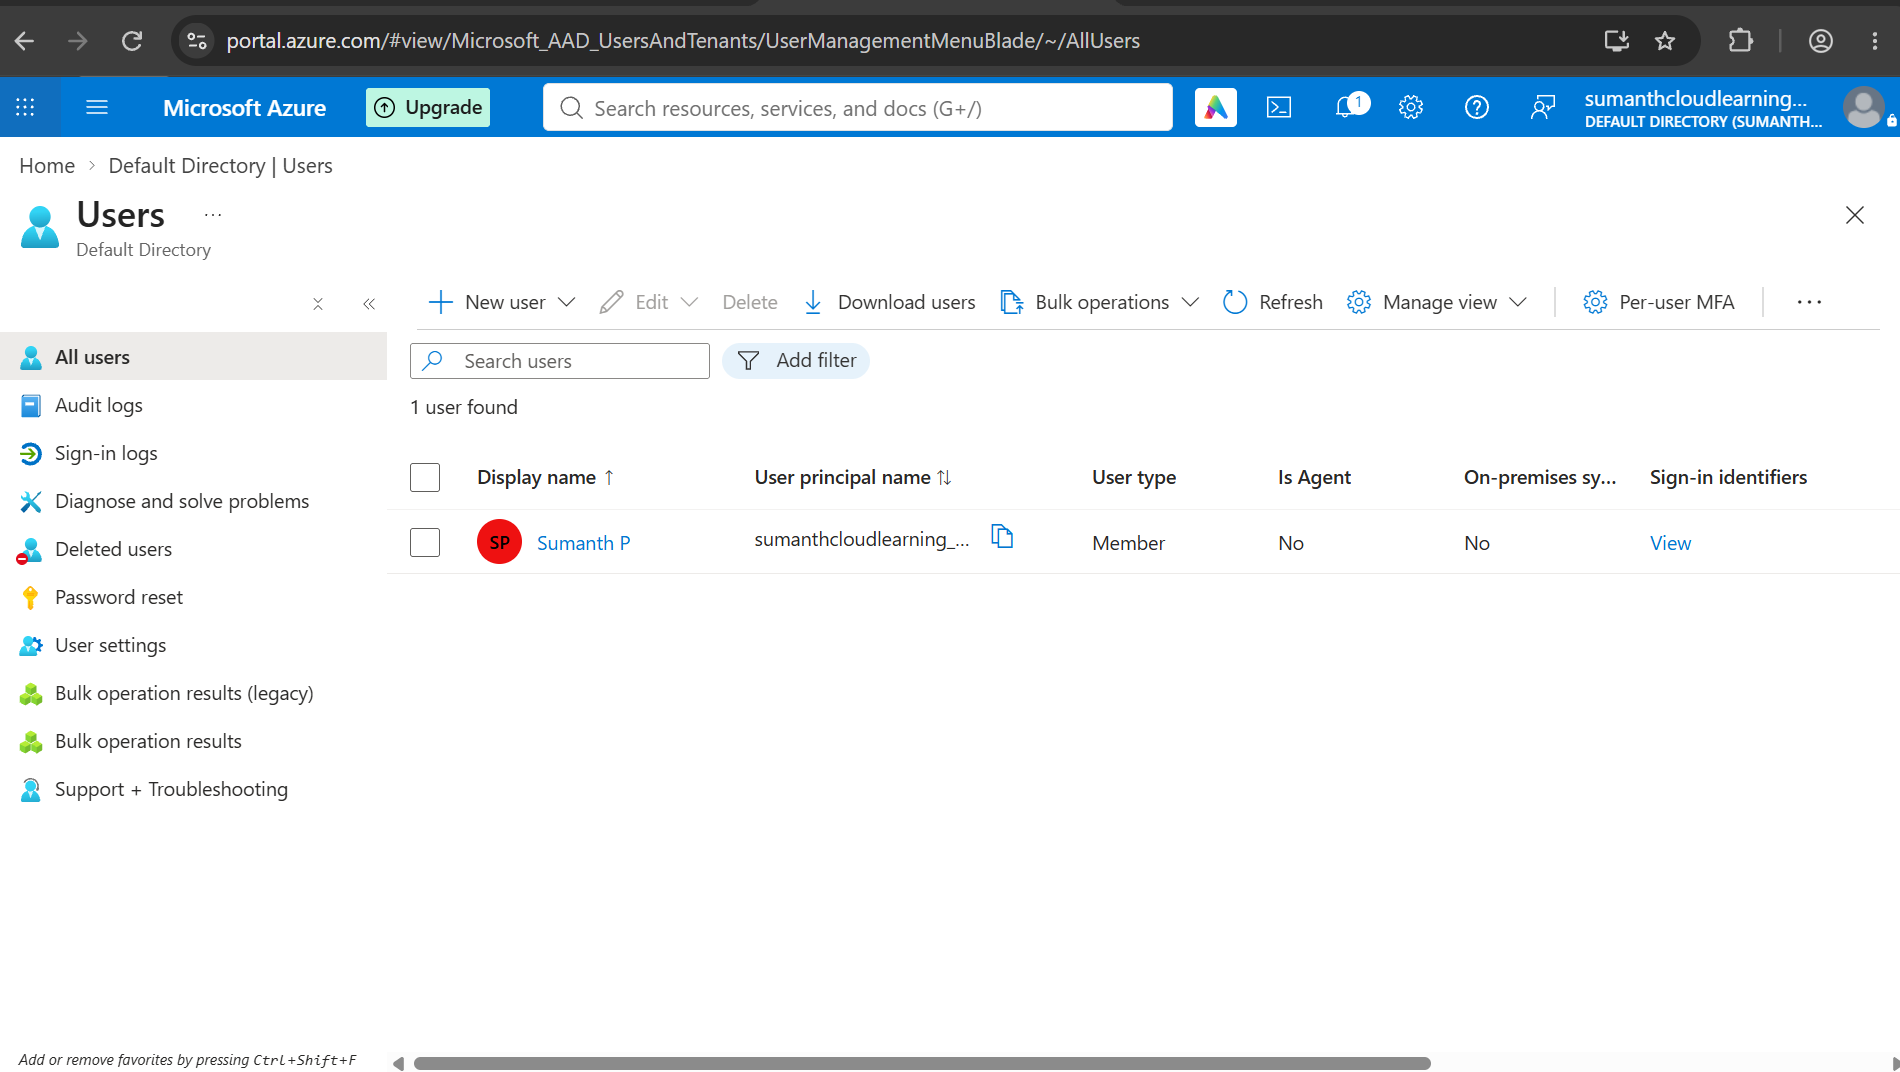 portal.azure.com/#view/Microsoft_AAD_UsersAndTenants/UserManagementMenuBlade/~/AllUsers
Microsoft Azure
Upgrade
Search resources, services, and docs (G+/)
1
sumanthcloudlearning...
DEFAULT DIRECTORY (SUMANTH...
Home > Default Directory | Users
Users ...
Default Directory
New user
Edit
Delete
Download users
Bulk operations
Refresh
Manage view
Per-user MFA
...
All users
Audit logs
Sign-in logs
Diagnose and solve problems
Deleted users
Password reset
User settings
Bulk operation results (legacy)
Bulk operation results
Support + Troubleshooting
Search users
Add filter
1 user found
Display name ↑ User principal name ↑↓ User type Is Agent On-premises sy... Sign-in identifiers
SP Sumanth P sumanthcloudlearning_... Member No No View
Add or remove favorites by pressing Ctrl+Shift+F